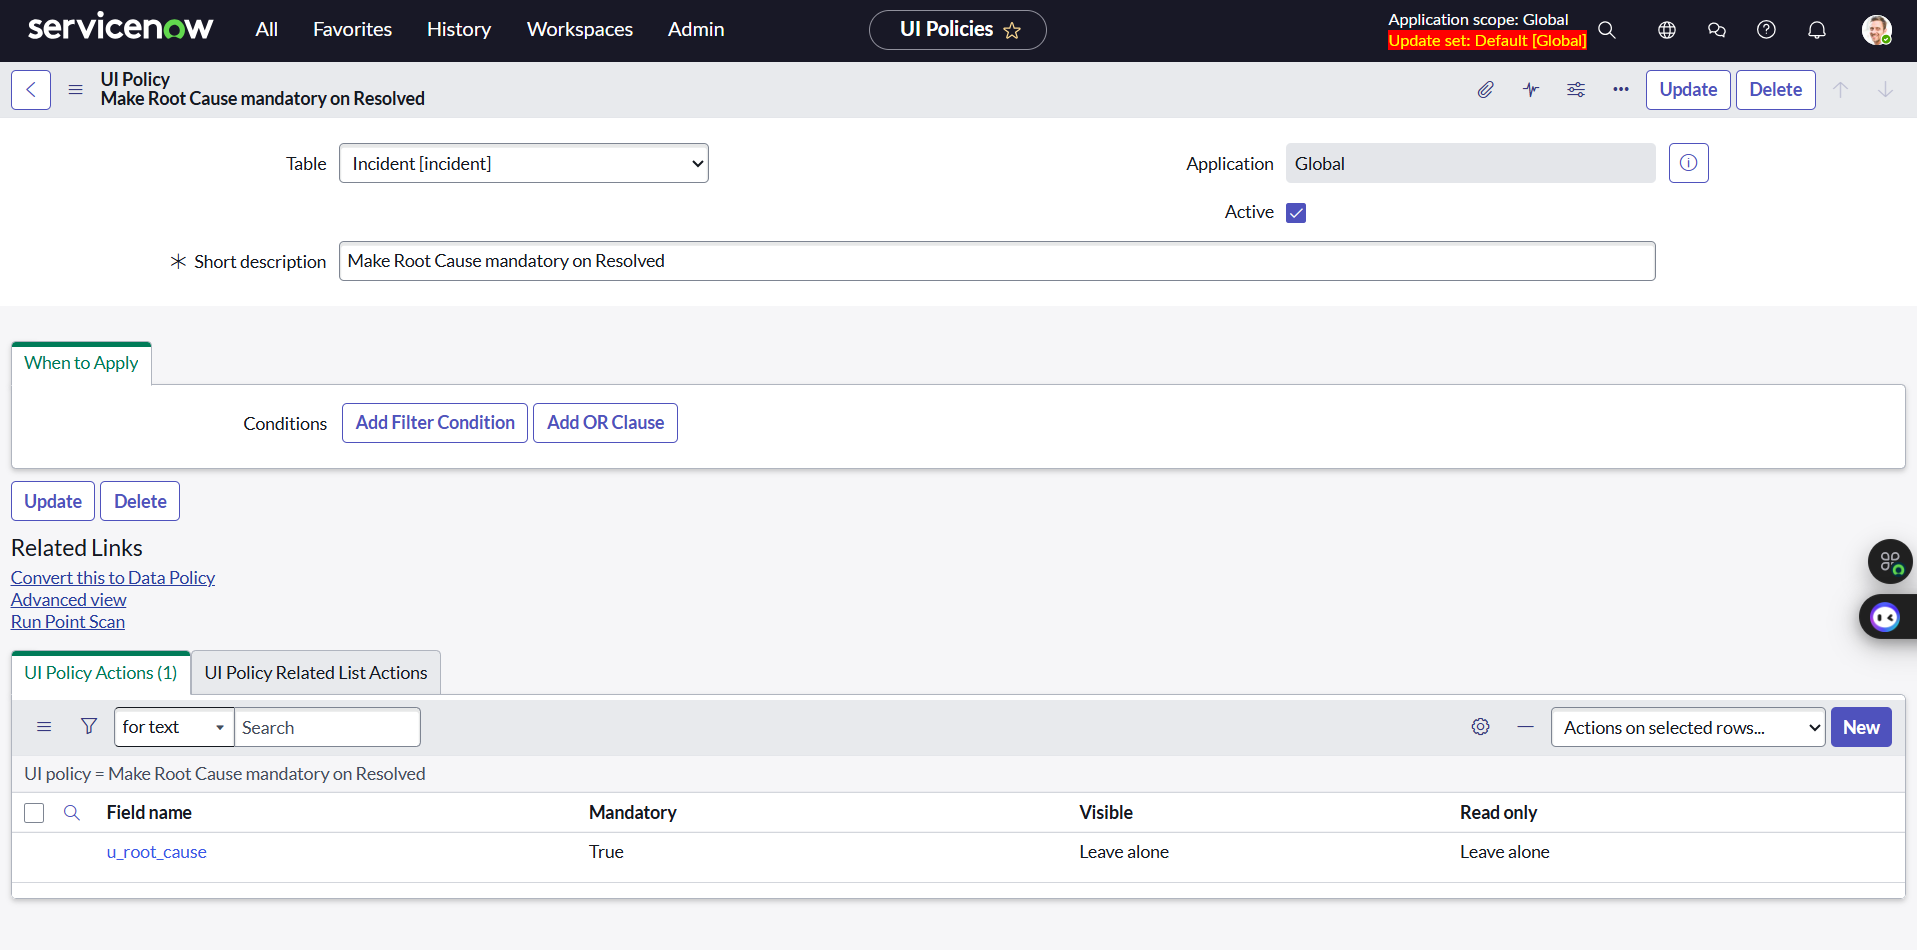 servicenow
All
Favorites
History
Workspaces
Admin
UI Policies
Application scope: Global
Update set: Default [Global]
UI Policy
Make Root Cause mandatory on Resolved
Update
Delete
Table
Incident [incident]
Application
Global
Active
Short description
Make Root Cause mandatory on Resolved
When to Apply
Conditions
Add Filter Condition
Add OR Clause
Update
Delete
Related Links
Convert this to Data Policy
Advanced view
Run Point Scan
UI Policy Actions (1)
UI Policy Related List Actions
for text
Search
Actions on selected rows...
New
UI policy = Make Root Cause mandatory on Resolved
Field name
Mandatory
Visible
Read only
u_root_cause
True
Leave alone
Leave alone